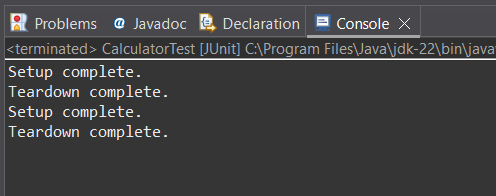 Problems @ Javadoc Declaration Console
<terminated> CalculatorTest [JUnit] C:\Program Files\Java\jdk-22\bin\java
Setup complete.
Teardown complete.
Setup complete.
Teardown complete.